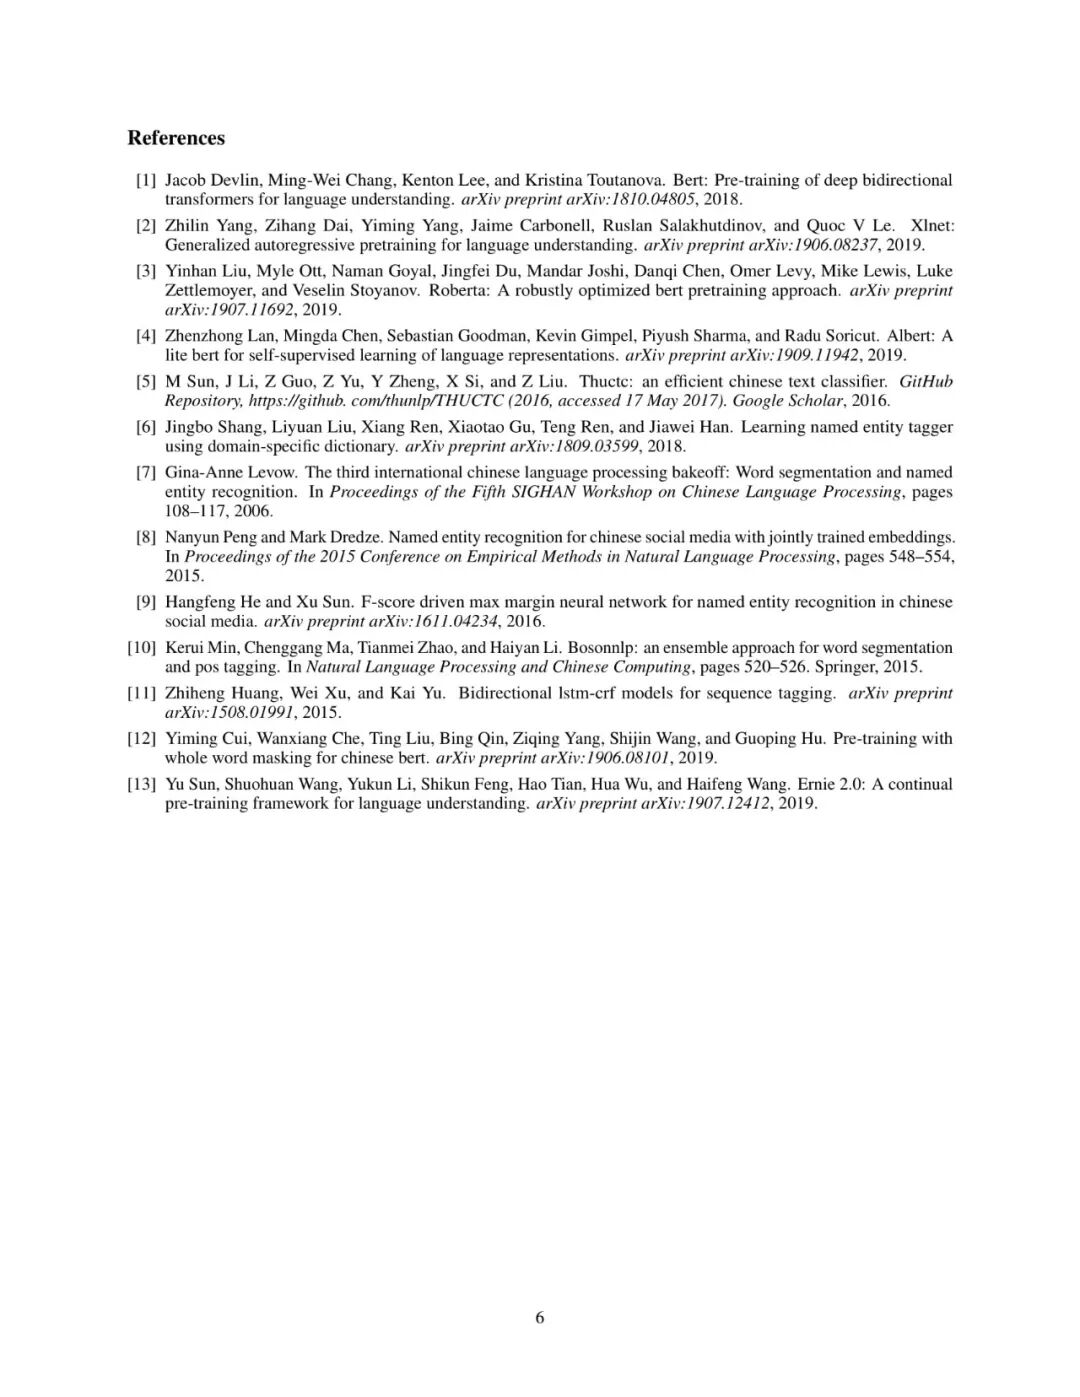 References
[1] Jacob Devlin, Ming-Wei Chang, Kenton Lee, and Kristina Toutanova. Bert: Pre-training of deep bidirectional
transformers for language understanding. arXiv preprint arXiv:1810.04805, 2018.
[2] Zhilin Yang, Zihang Dai, Yiming Yang, Jaime Carbonell, Ruslan Salakhutdinov, and Quoc V Le. Xlnet:
Generalized autoregressive pretraining for language understanding. arXiv preprint arXiv:1906.08237, 2019.
[3] Yinhan Liu, Myle Ott, Naman Goyal, Jingfei Du, Mandar Joshi, Danqi Chen, Omer Levy, Mike Lewis, Luke
Zettlemoyer, and Veselin Stoyanov. Roberta: A robustly optimized bert pretraining approach. arXiv preprint
arXiv:1907.11692, 2019.
[4] Zhenzhong Lan, Mingda Chen, Sebastian Goodman, Kevin Gimpel, Piyush Sharma, and Radu Soricut. Albert: A
lite bert for self-supervised learning of language representations. arXiv preprint arXiv:1909.11942, 2019.
[5] M Sun, J Li, Z Guo, Z Yu, Y Zheng, X Si, and Z Liu. Thuctc: an efficient chinese text classifier. GitHub
Repository, https://github. com/thunlp/THUCTC (2016, accessed 17 May 2017). Google Scholar, 2016.
[6] Jingbo Shang, Liyuan Liu, Xiang Ren, Xiaotao Gu, Teng Ren, and Jiawei Han. Learning named entity tagger
using domain-specific dictionary. arXiv preprint arXiv:1809.03599, 2018.
[7] Gina-Anne Levow. The third international chinese language processing bakeoff: Word segmentation and named
entity recognition. In Proceedings of the Fifth SIGHAN Workshop on Chinese Language Processing, pages
108–117, 2006.
[8] Nanyun Peng and Mark Dredze. Named entity recognition for chinese social media with jointly trained embeddings.
In Proceedings of the 2015 Conference on Empirical Methods in Natural Language Processing, pages 548–554,
2015.
[9] Hangfeng He and Xu Sun. F-score driven max margin neural network for named entity recognition in chinese
social media. arXiv preprint arXiv:1611.04234, 2016.
[10] Kerui Min, Chenggang Ma, Tianmei Zhao, and Haiyan Li. Bosonnlp: an ensemble approach for word segmentation
and pos tagging. In Natural Language Processing and Chinese Computing, pages 520–526. Springer, 2015.
[11] Zhiheng Huang, Wei Xu, and Kai Yu. Bidirectional lstm-crf models for sequence tagging. arXiv preprint
arXiv:1508.01991, 2015.
[12] Yiming Cui, Wanxiang Che, Ting Liu, Bing Qin, Ziqing Yang, Shijin Wang, and Guoping Hu. Pre-training with
whole word masking for chinese bert. arXiv preprint arXiv:1906.08101, 2019.
[13] Yu Sun, Shuohuan Wang, Yukun Li, Shikun Feng, Hao Tian, Hua Wu, and Haifeng Wang. Ernie 2.0: A continual
pre-training framework for language understanding. arXiv preprint arXiv:1907.12412, 2019.
6